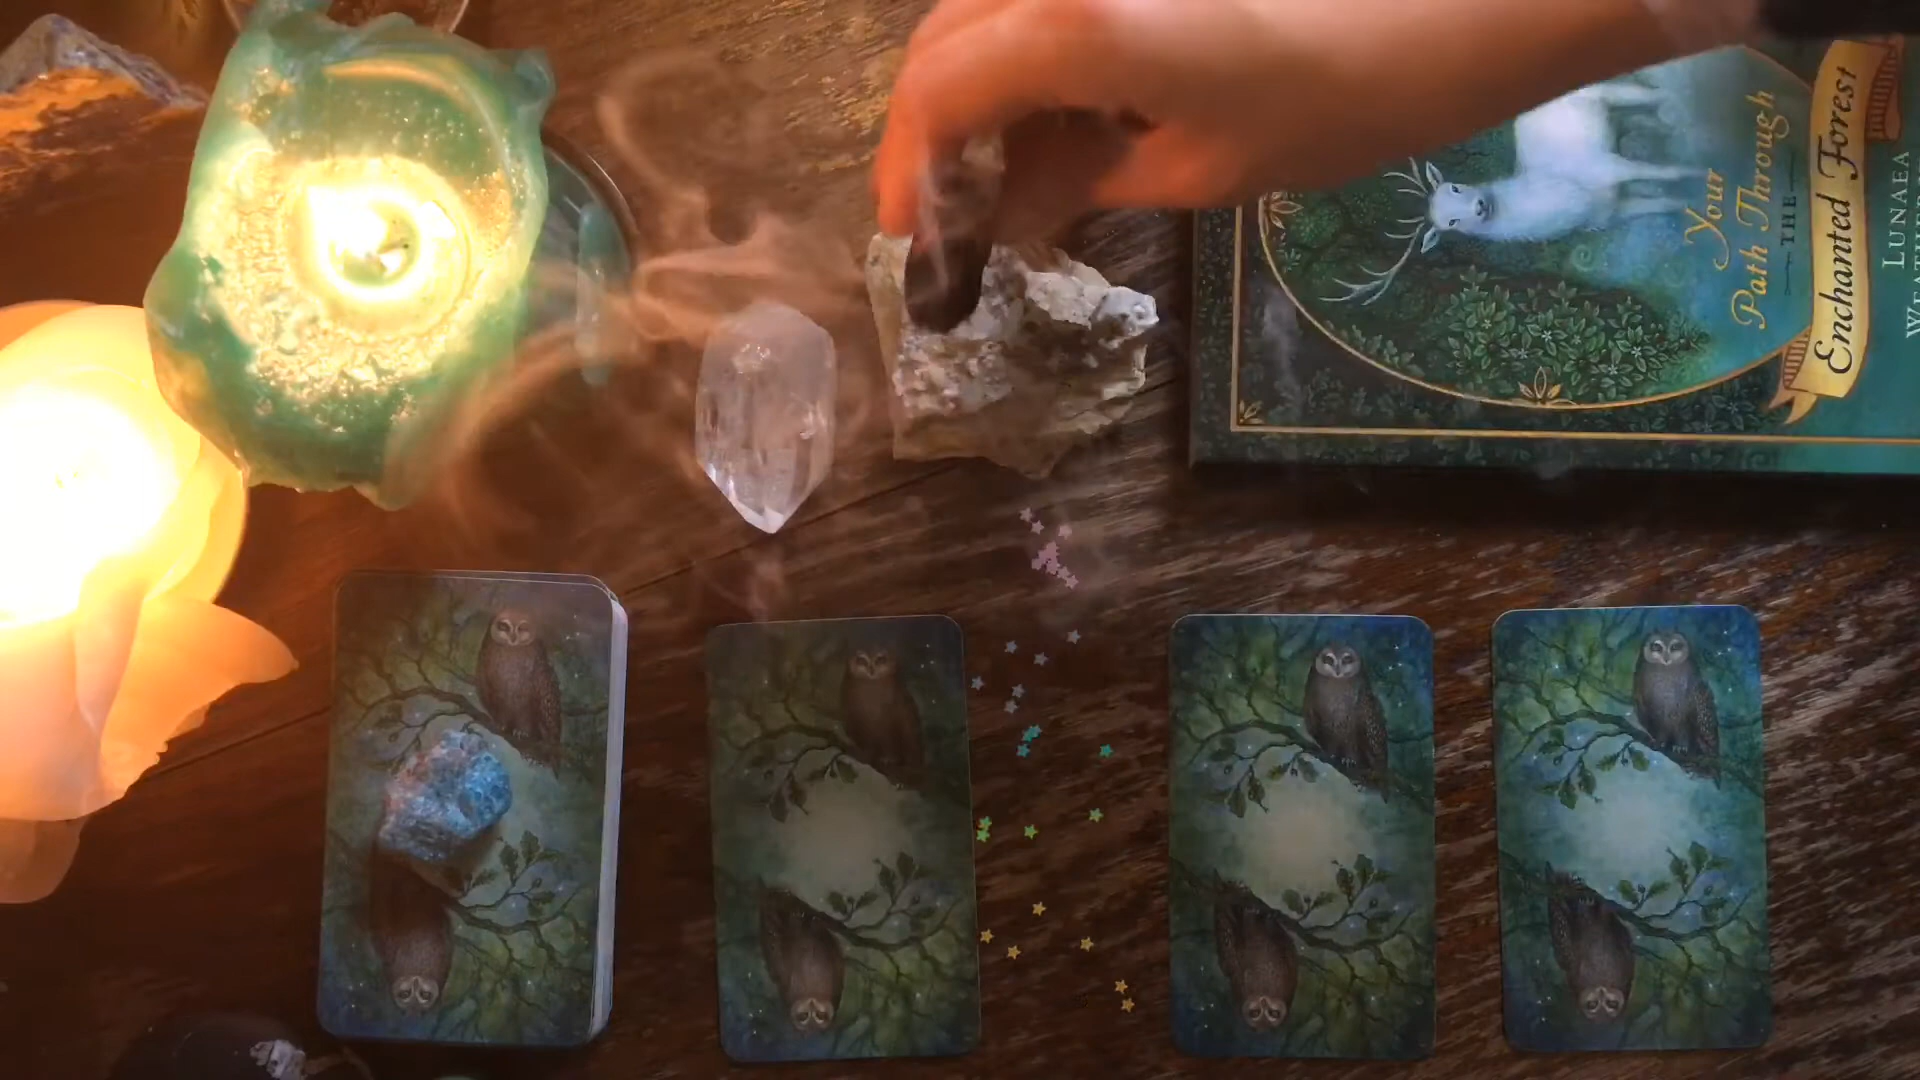 Your
Path Through
THE
Enchanted Forest
LUNAEA